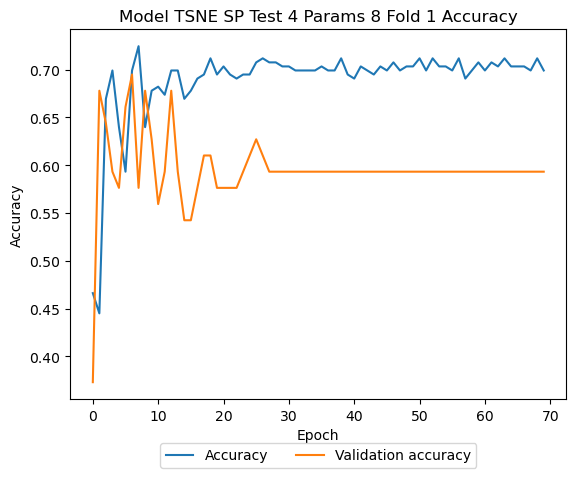 Model TSNE SP Test 4 Params 8 Fold 1 Accuracy
0.70
0.65
0.60
0.55
0.50
0.45
0.40
Accuracy
0 10 20 30 40 50 60 70
Epoch
Accuracy Validation accuracy